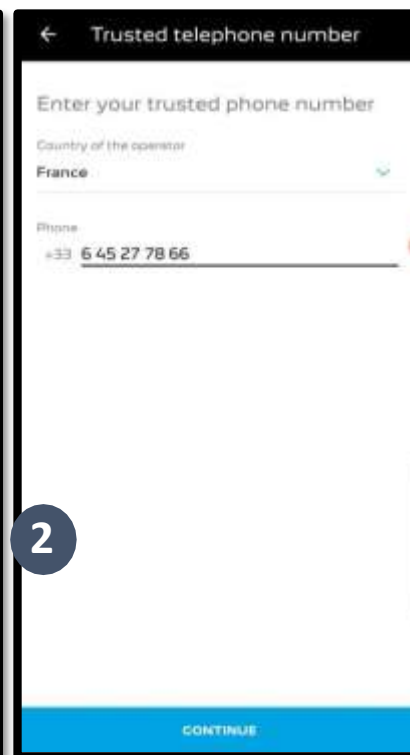 ← Trusted telephone number
Enter your trusted phone number
Country of the operator
France
Phone
+33 6 45 27 78 66
2
CONTINUE